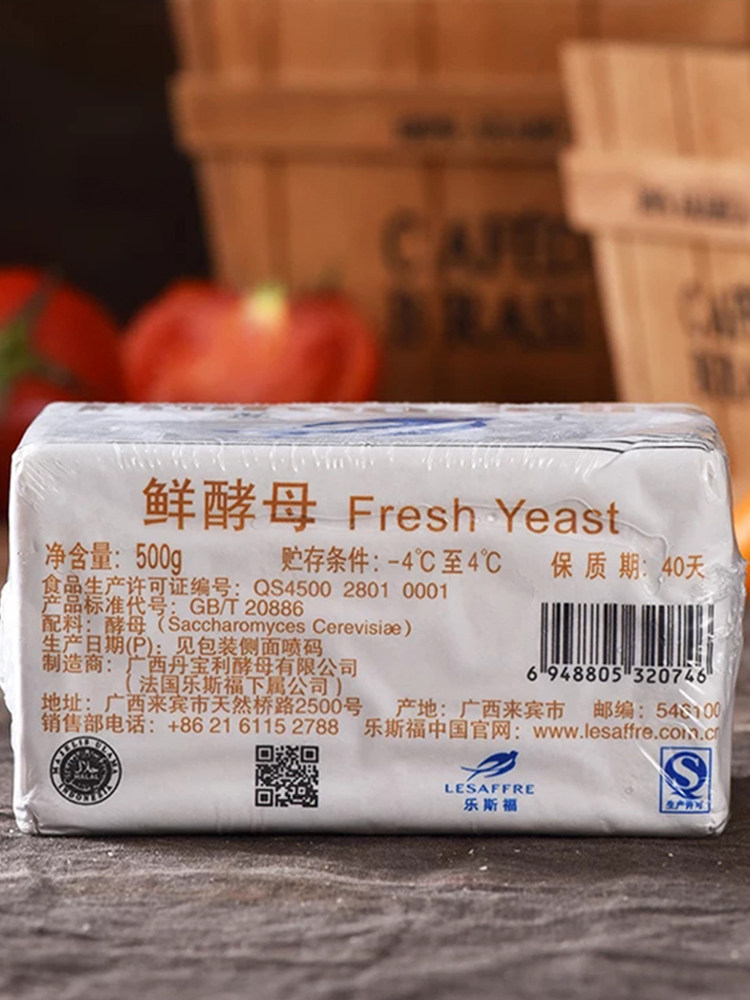 CAFÉ D
BRASI
CAF
鲜酵母 Fresh Yeast
净含量：500g 贮存条件：-4℃至4℃ 保质期：40天
食品生产许可证编号：QS4500 2801 0001
产品标准代号：GB/T 20886
配料：酵母（Saccharomyces Cerevisiæ）
生产日期(P)：见包装侧面喷码
制造商：广西丹宝利酵母有限公司
（法国乐斯福下属公司）
6 948805 320746
地址：广西来宾市天然桥路2500号 产地：广西来宾市 邮编：546100
销售部电话：+86 21 6115 2788 乐斯福中国官网：www.lesaffre.com.cn
MAJELIS ULAMA
HALAL
INDONESIA
LESAFFRE
乐斯福
S
生产许可